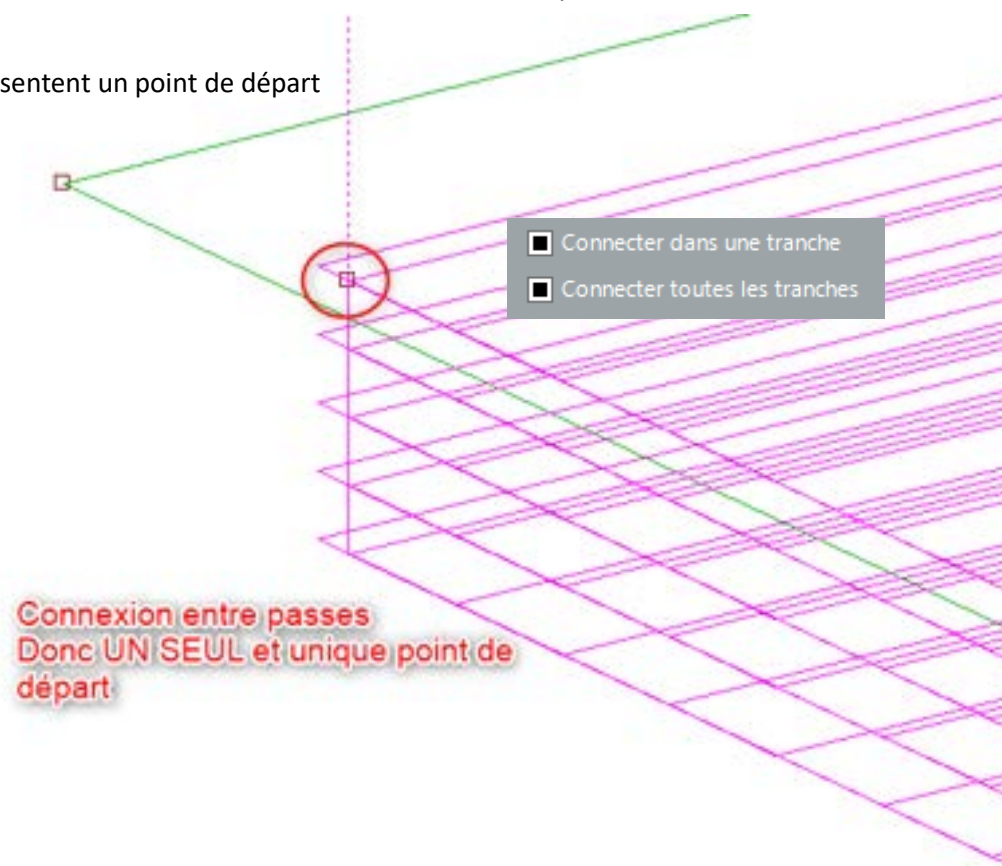 sentent un point de départ
Connecter dans une tranche
Connecter toutes les tranches
Connexion entre passes
Donc UN SEUL et unique point de
départ